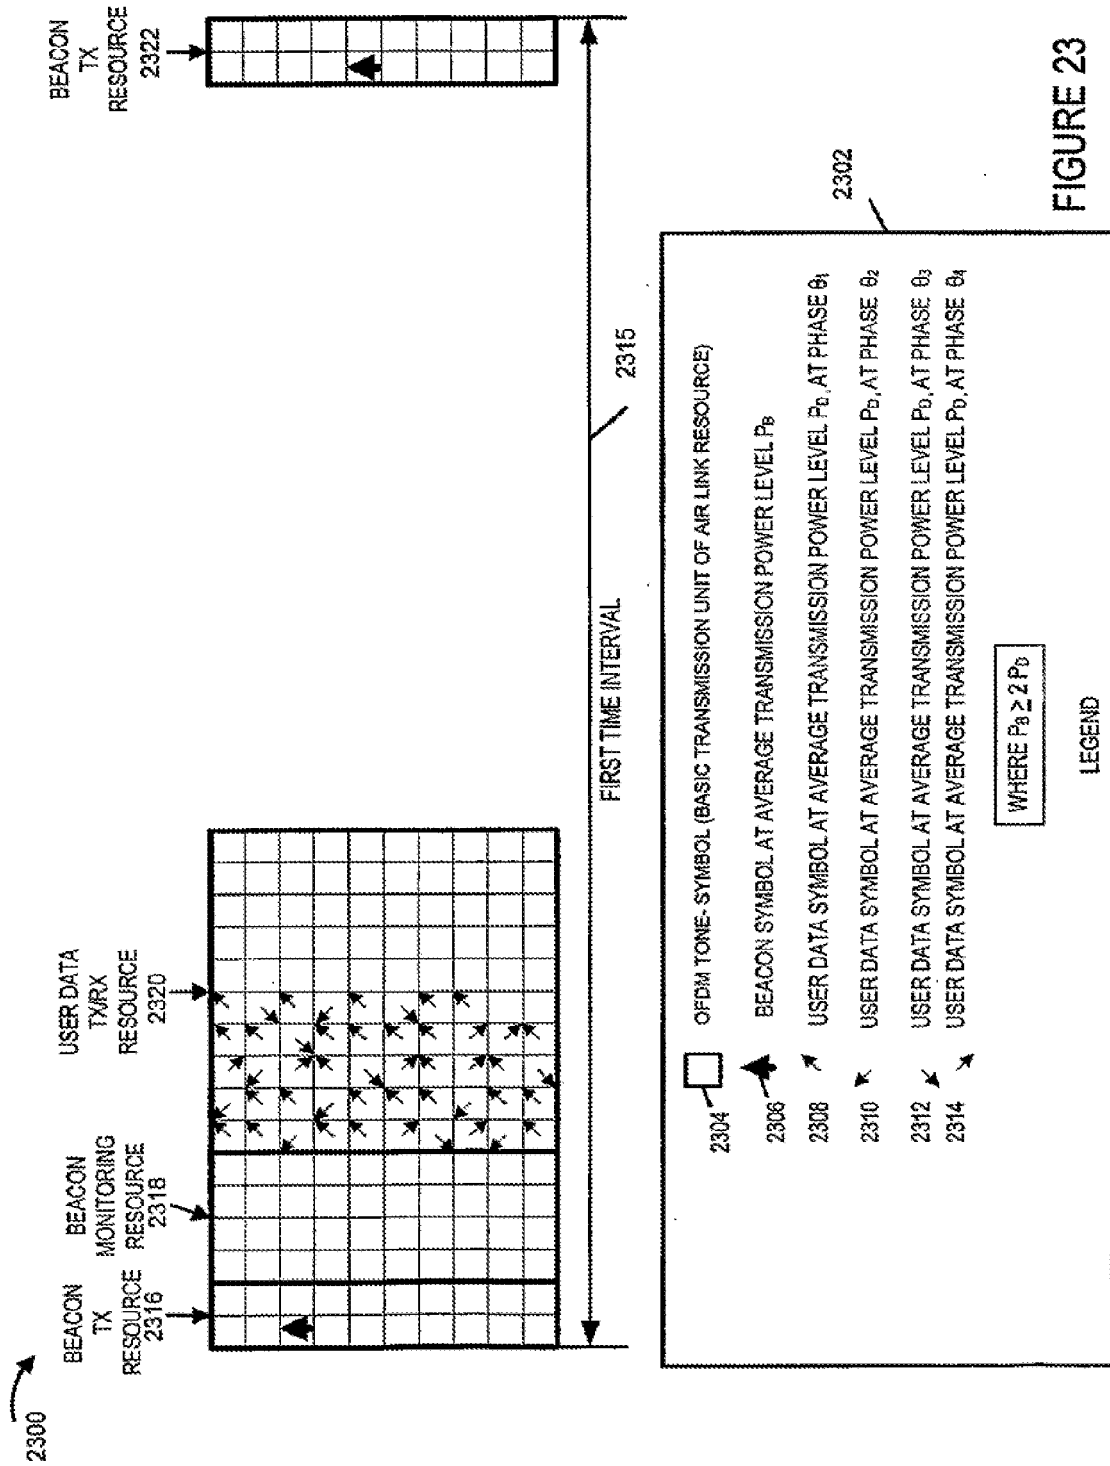 2300
BEACON
TX
RESOURCE
2316
BEACON
MONITORING
RESOURCE
2318
USER DATA
TX/RX
RESOURCE
2320
BEACON
TX
RESOURCE
2322
FIRST TIME INTERVAL
2315
2302
2304
OFDM TONE- SYMBOL (BASIC TRANSMISSION UNIT OF AIR LINK RESOURCE)
2306
BEACON SYMBOL AT AVERAGE TRANSMISSION POWER LEVEL PB
2308
USER DATA SYMBOL AT AVERAGE TRANSMISSION POWER LEVEL PD, AT PHASE θ1
2310
USER DATA SYMBOL AT AVERAGE TRANSMISSION POWER LEVEL PD, AT PHASE θ2
2312
USER DATA SYMBOL AT AVERAGE TRANSMISSION POWER LEVEL PD, AT PHASE θ3
2314
USER DATA SYMBOL AT AVERAGE TRANSMISSION POWER LEVEL PD, AT PHASE θ4
WHERE PB ≥ 2 PD
LEGEND
FIGURE 23